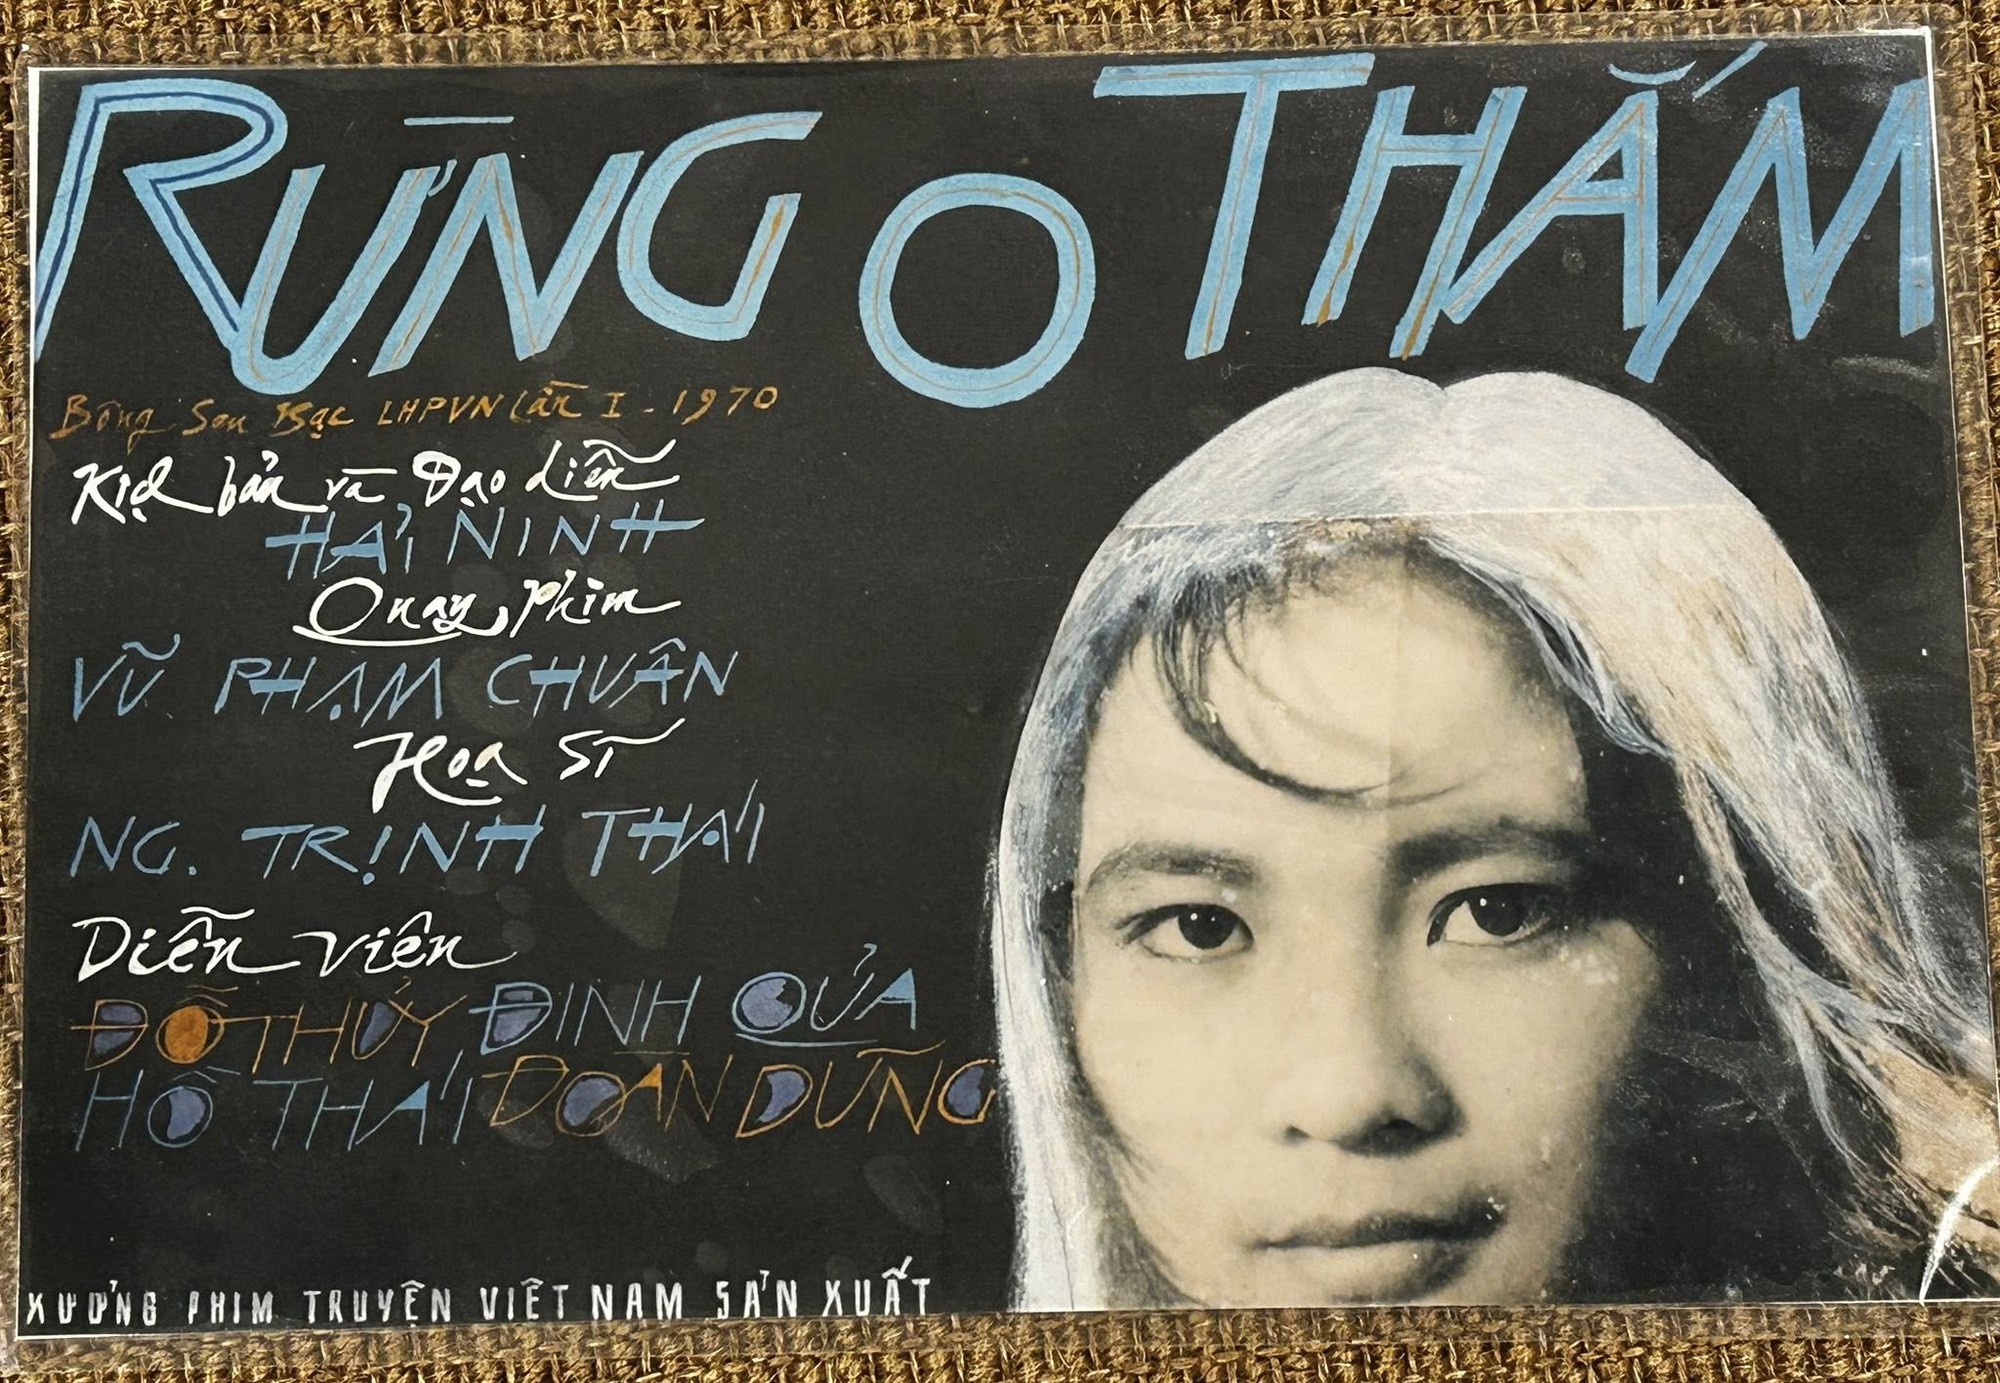 RỪNG O THẮM
Bông Sen Bạc LHPVN lần I - 1970
Kịch bản và Đạo diễn
HẢI NINH
Quay phim
VŨ PHẠM CHUÂN
Họa sĩ
NG. TRỊNH THÁI
Diễn viên
ĐỖ THÚY ĐINH QỦA
HỒ THÁI ĐOÀN DŨNG
XƯỞNG PHIM TRUYỆN VIỆT NAM SẢN XUẤT